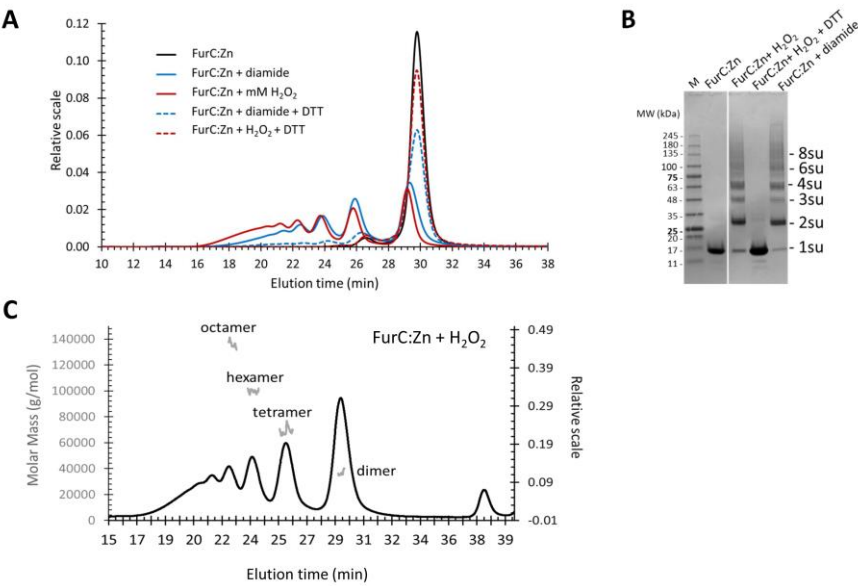 A
Relative scale
0.12
0.10
0.08
0.06
0.04
0.02
0.00
FurC:Zn
FurC:Zn + diamide
FurC:Zn + mM H₂O₂
FurC:Zn + diamide + DTT
FurC:Zn + H₂O₂ + DTT
10 12 14 16 18 20 22 24 26 28 30 32 34 36 38
Elution time (min)
B
M
FurC:Zn
FurC:Zn+ H₂O₂
FurC:Zn+ H₂O₂ + DTT
FurC:Zn + diamide
MW (kDa)
245 -
180 -
135 -
100 -
75 -
63 -
48 -
35 -
25 -
20 -
17 -
11 -
- 8su
- 6su
- 4su
- 3su
- 2su
- 1su
C
FurC:Zn + H₂O₂
Molar Mass (g/mol)
140000
120000
100000
80000
60000
40000
20000
0
octamer
hexamer
tetramer
dimer
0.49
0.39
0.29
0.19
0.09
-0.01
Relative scale
15 17 19 21 23 25 27 29 31 33 35 37 39
Elution time (min)